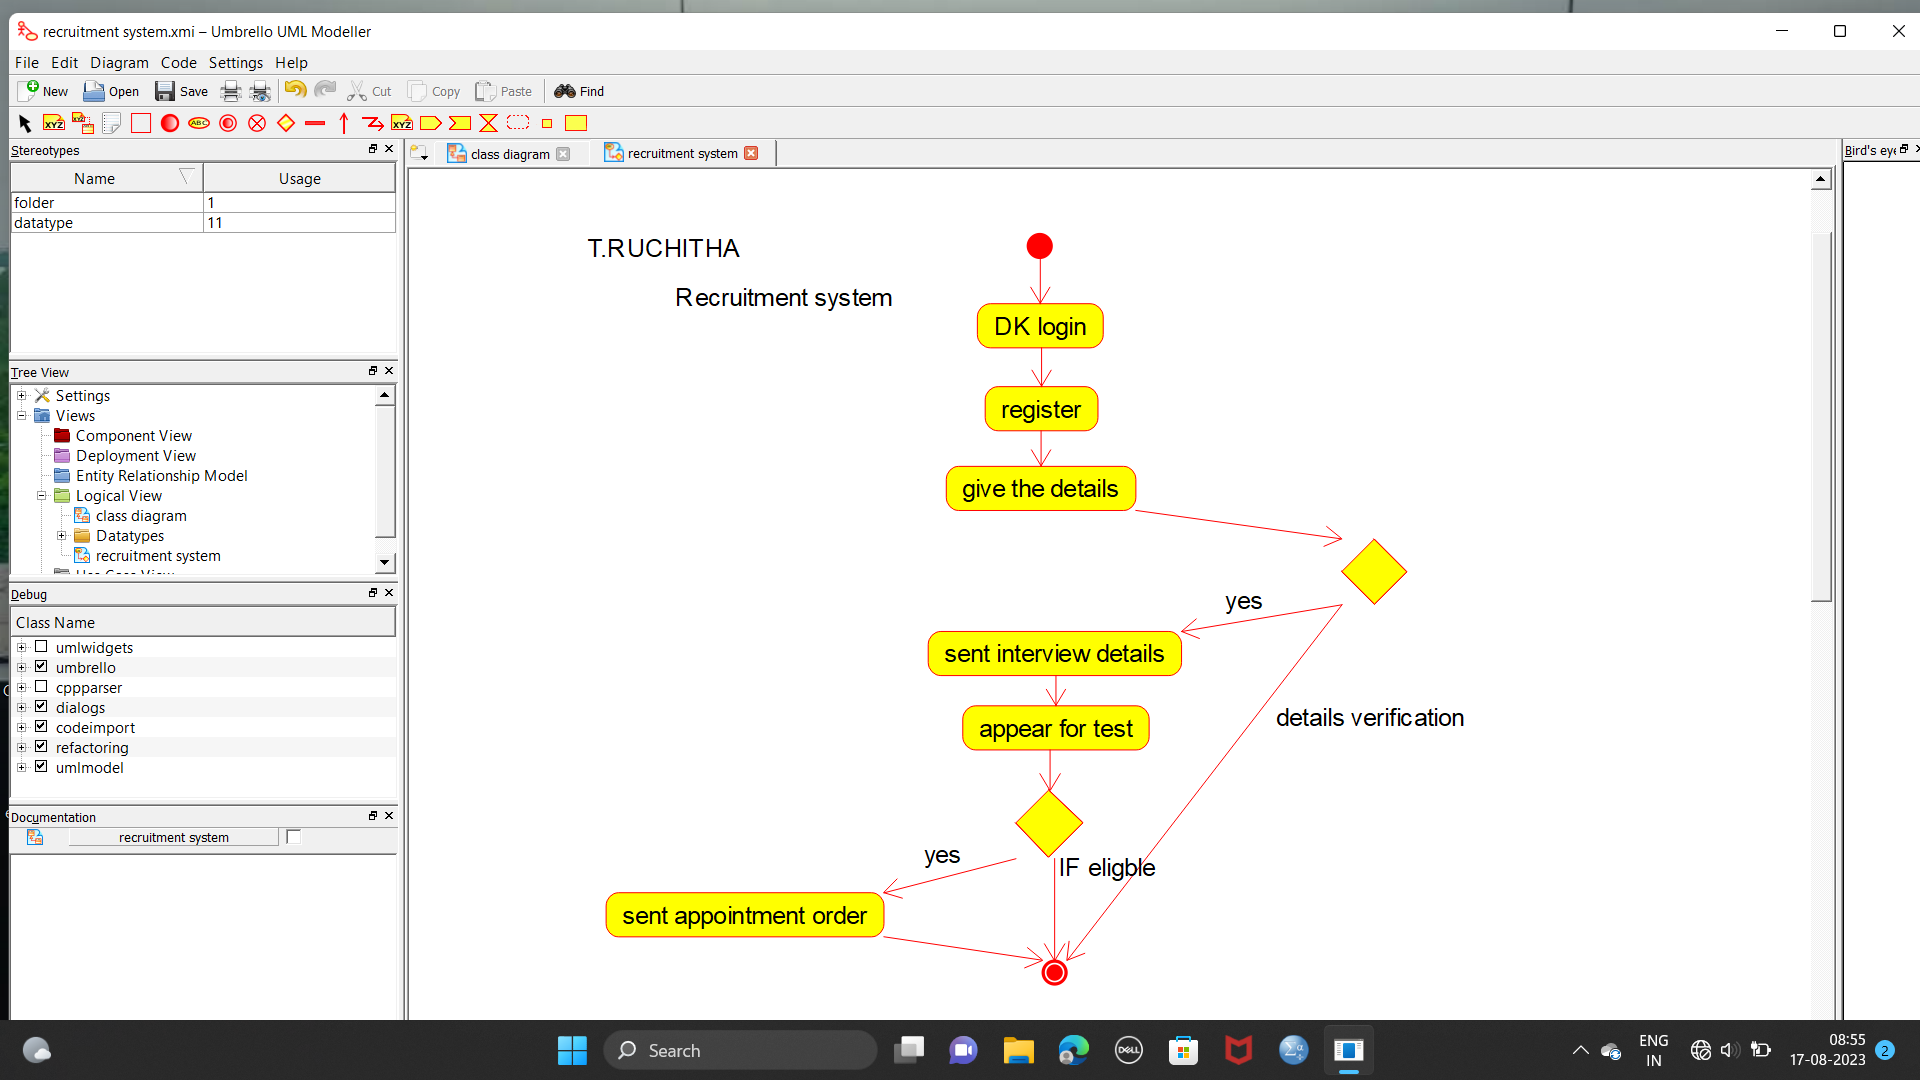 recruitment system.xmi – Umbrello UML Modeller
File Edit Diagram Code Settings Help
New Open Save Cut Copy Paste Find
XYZ XYZ ABC XYZ
Stereotypes
Name Usage
folder 1
datatype 11
Tree View
Settings
Views
Component View
Deployment View
Entity Relationship Model
Logical View
class diagram
Datatypes
recruitment system
Debug
Class Name
umlwidgets
umbrello
cppparser
dialogs
codeimport
refactoring
umlmodel
Documentation
recruitment system
class diagram recruitment system
Bird's eye
T.RUCHITHA
Recruitment system
DK login
register
give the details
yes
sent interview details
details verification
appear for test
yes
IF eligble
sent appointment order
Search
DELL
ENG
IN
08:55
17-08-2023
2